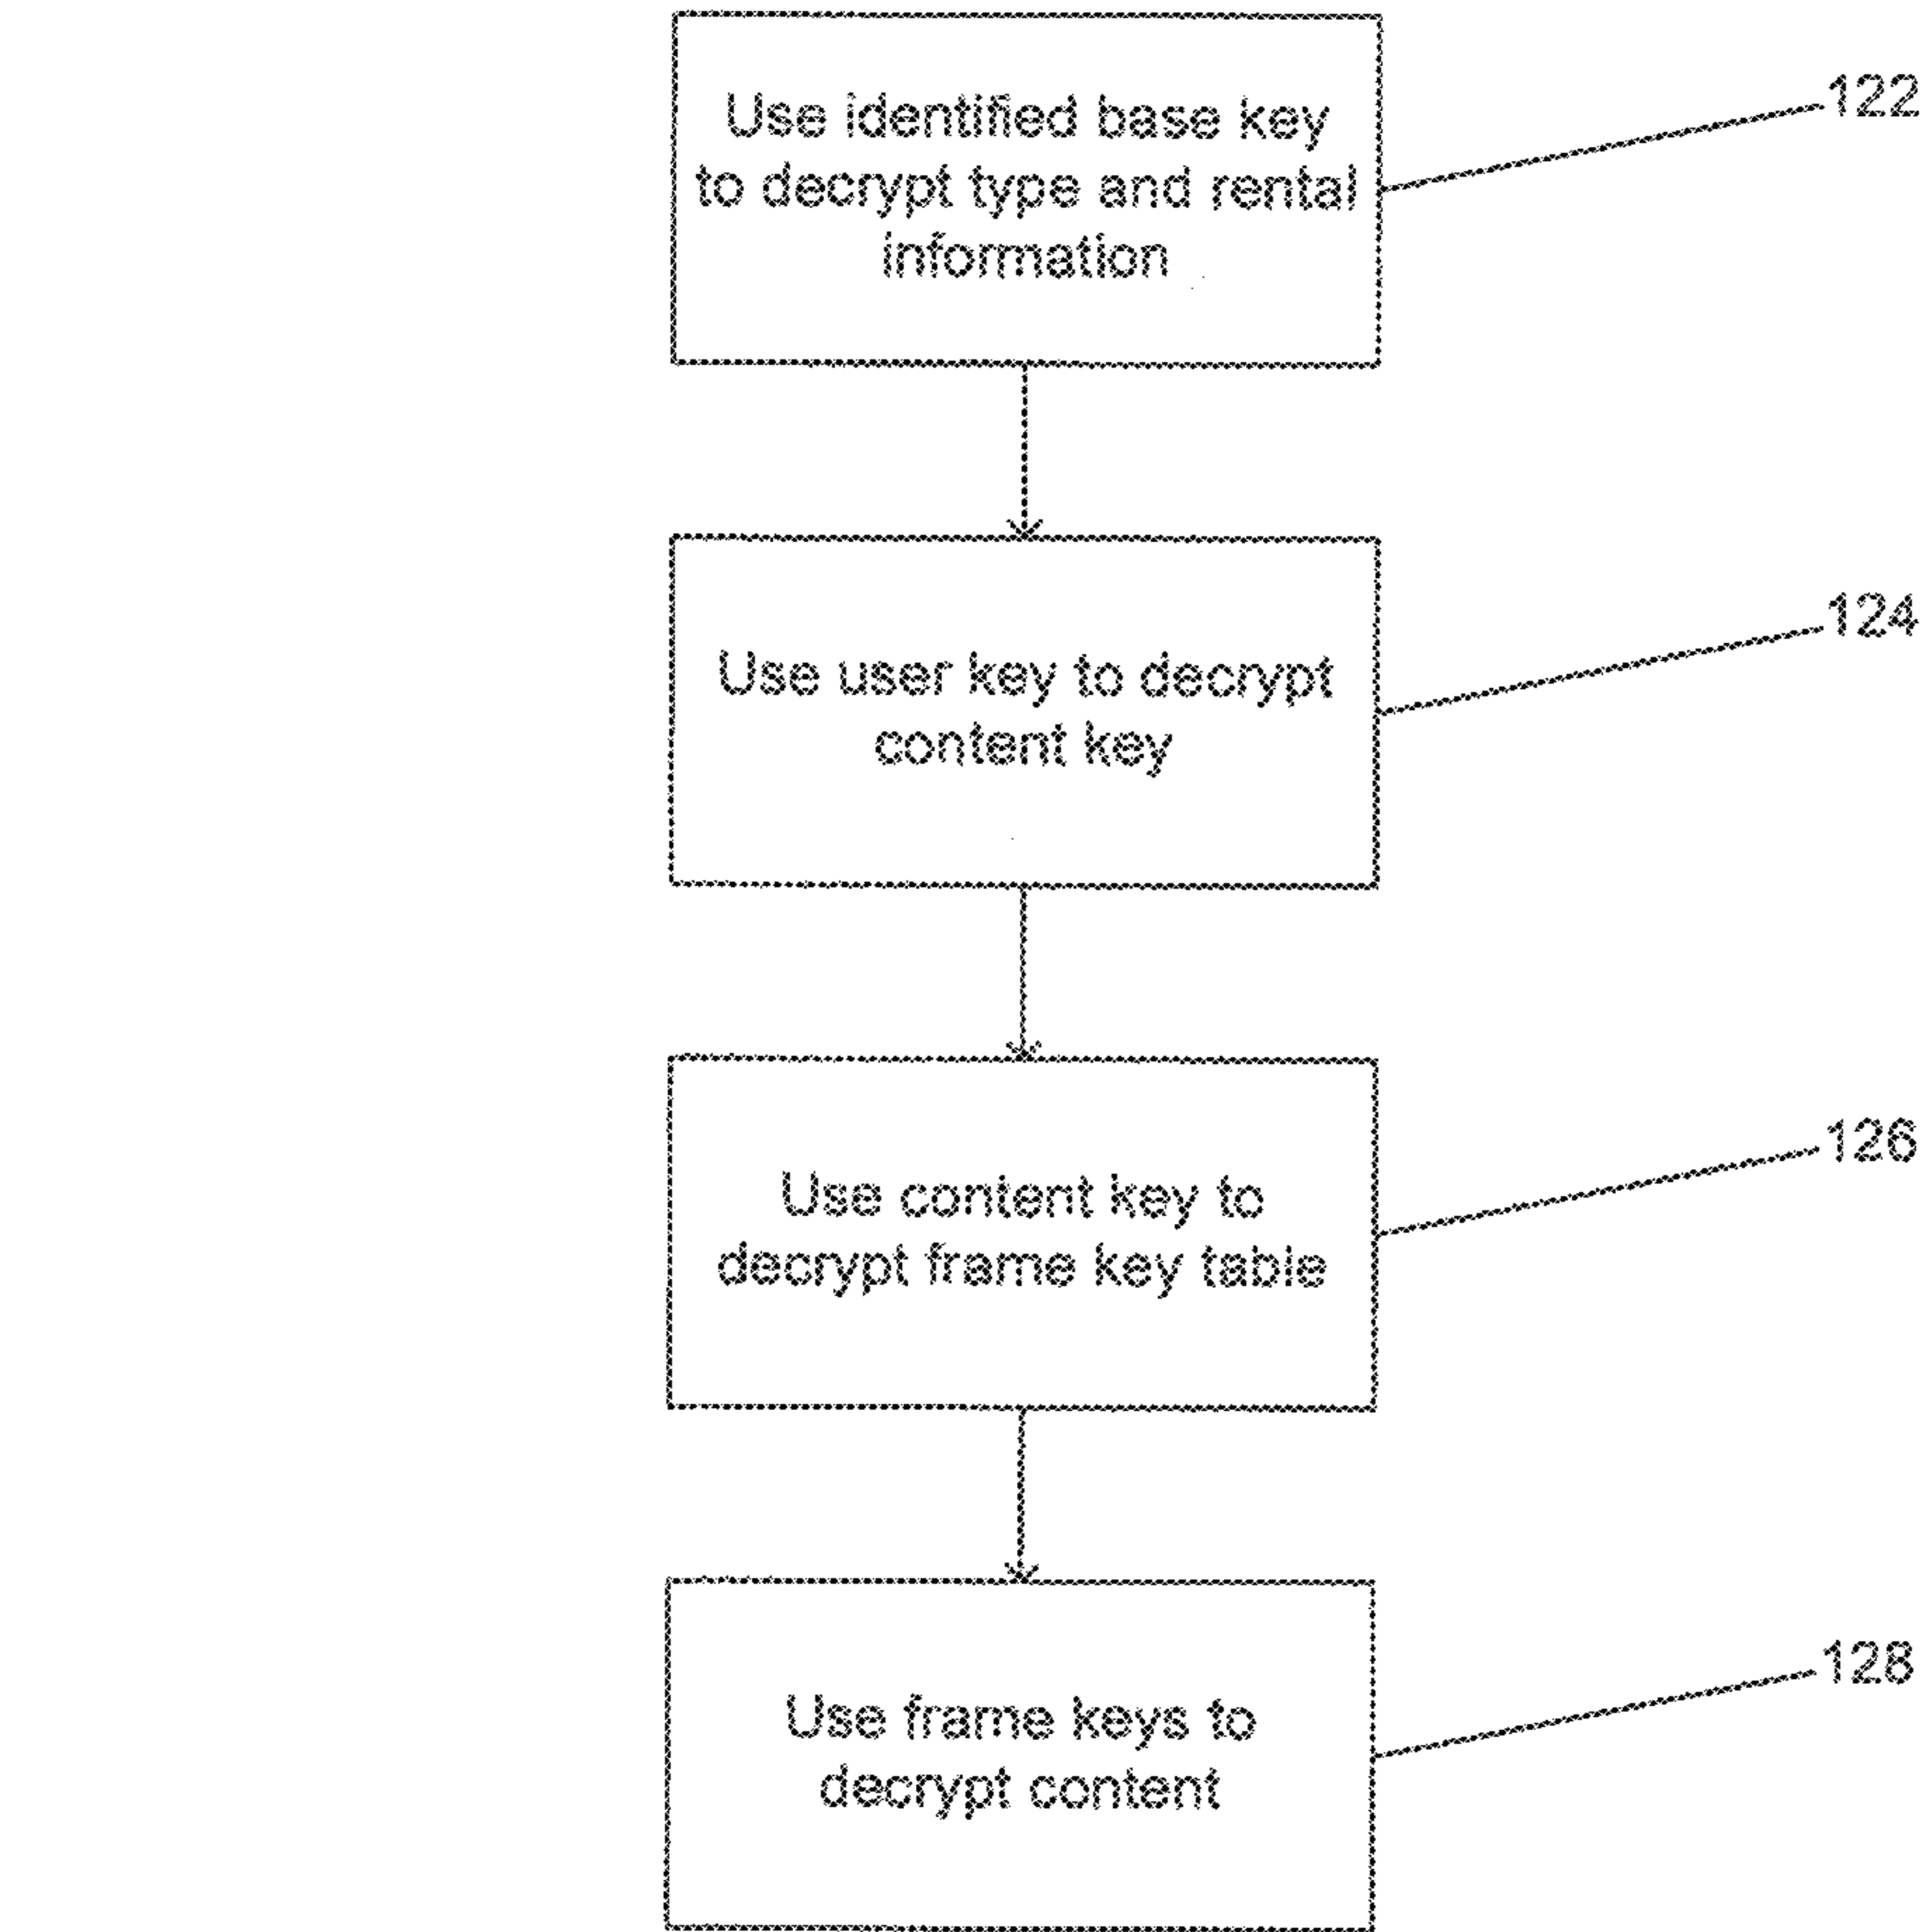 Use identified base key
to decrypt type and rental
information
122
Use user key to decrypt
content key
124
Use content key to
decrypt frame key table
126
Use frame keys to
decrypt content
128